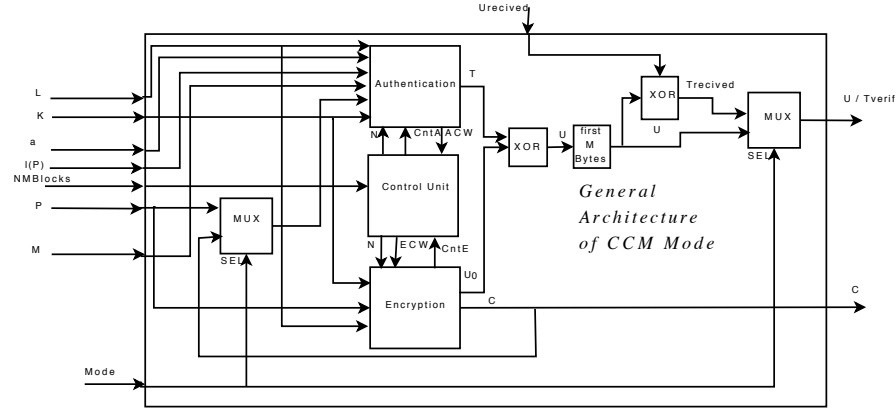 Urecived
L
K
a
l(P)
NMBlocks
P
M
Mode
Authentication
N
CntA
ACW
T
Control Unit
N
ECW
CntE
MUX
SEL
Encryption
U0
C
XOR
U
first
M
Bytes
XOR
U
Trecived
MUX
SEL
U / Tverif
C
General
Architecture
of CCM Mode